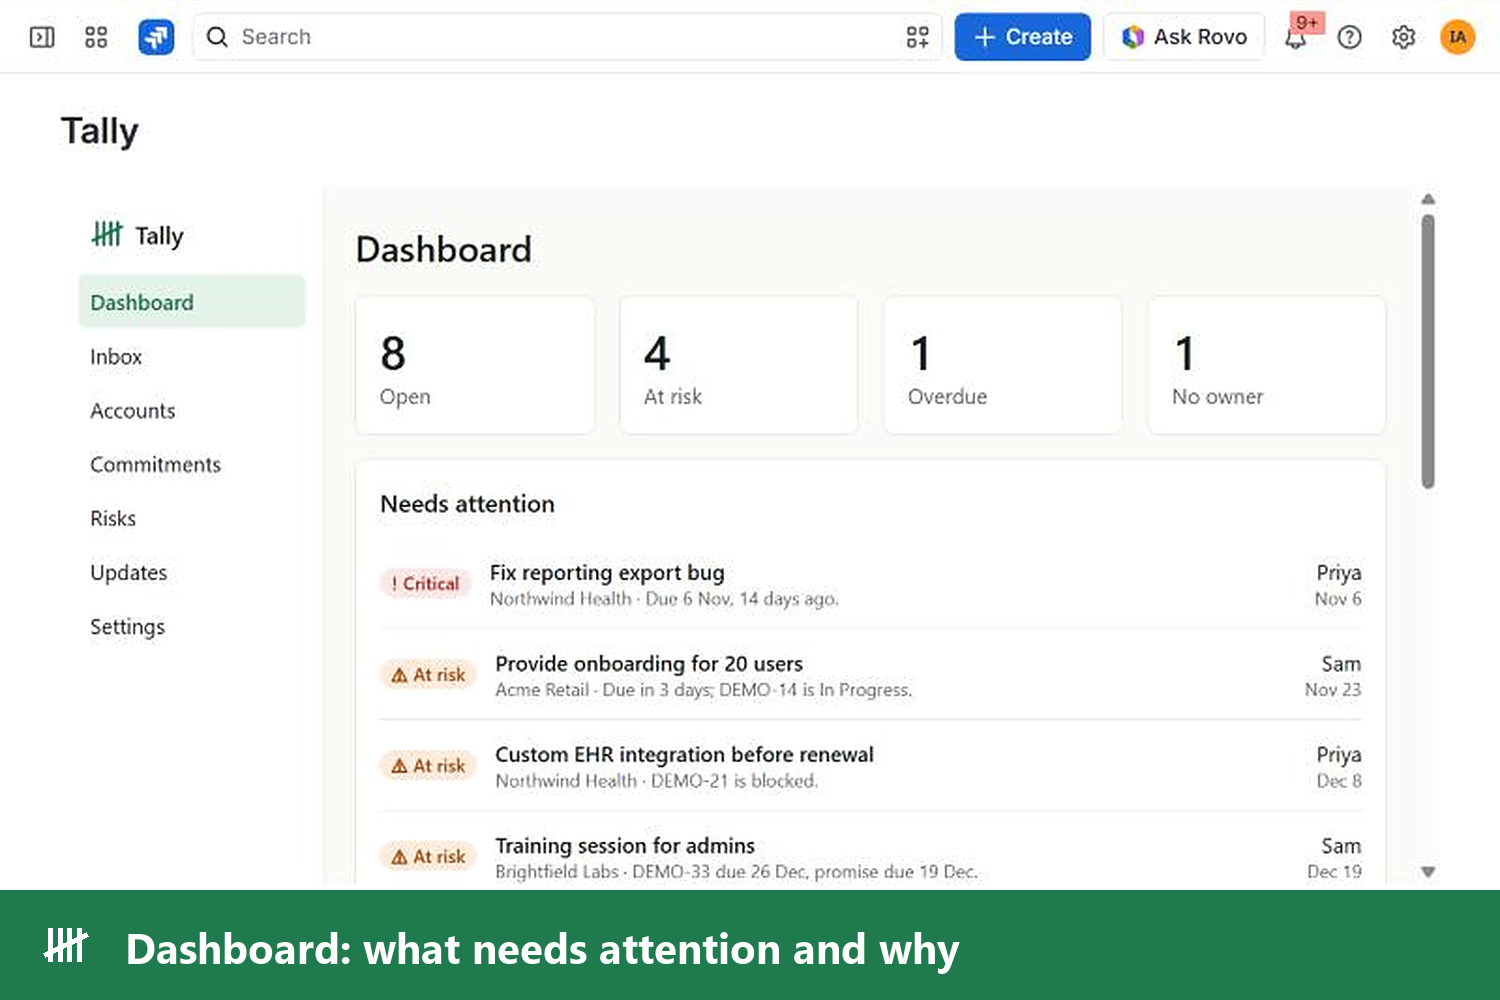 Search
Create
Ask Rovo
9+
IA
Tally
Tally
Dashboard
Inbox
Accounts
Commitments
Risks
Updates
Settings
Dashboard
8
Open
4
At risk
1
Overdue
1
No owner
Needs attention
! Critical
Fix reporting export bug
Northwind Health · Due 6 Nov, 14 days ago.
Priya
Nov 6
At risk
Provide onboarding for 20 users
Acme Retail · Due in 3 days; DEMO-14 is In Progress.
Sam
Nov 23
At risk
Custom EHR integration before renewal
Northwind Health · DEMO-21 is blocked.
Priya
Dec 8
At risk
Training session for admins
Brightfield Labs · DEMO-33 due 26 Dec, promise due 19 Dec.
Sam
Dec 19
Dashboard: what needs attention and why